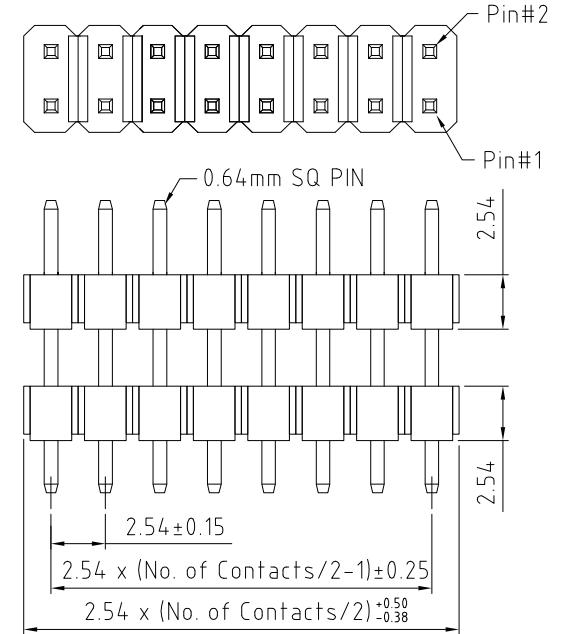 Pin#2
Pin#1
0.64mm SQ PIN
2.54
2.54
2.54±0.15
2.54 x (No. of Contacts/2-1)±0.25
2.54 x (No. of Contacts/2) +0.50 -0.38